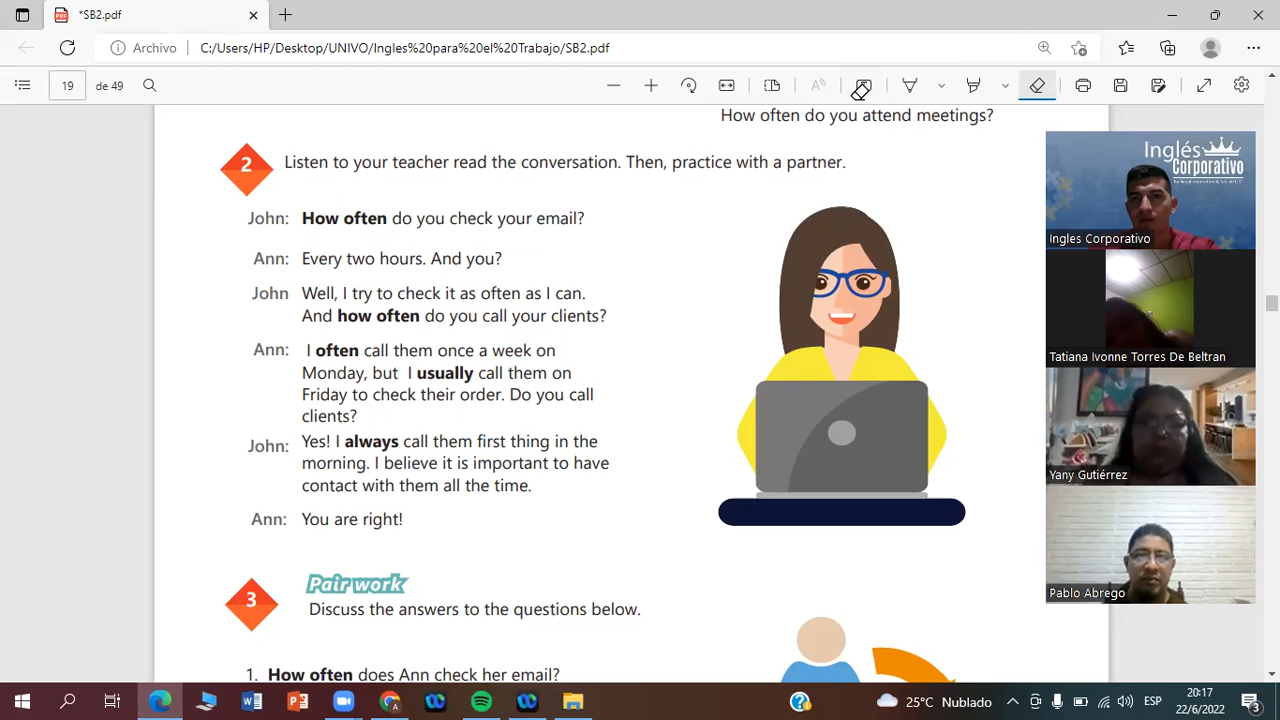 *SB2.pdf
Archivo
C:/Users/HP/Desktop/UNIVO/Ingles%20para%20el%20Trabajo/SB2.pdf
19
de 49
How often do you attend meetings?
2
Listen to your teacher read the conversation. Then, practice with a partner.
John: How often do you check your email?
Ann: Every two hours. And you?
John Well, I try to check it as often as I can.
And how often do you call your clients?
Ann: I often call them once a week on
Monday, but I usually call them on
Friday to check their order. Do you call
clients?
John: Yes! I always call them first thing in the
morning. I believe it is important to have
contact with them all the time.
Ann: You are right!
3
Pair work
Discuss the answers to the questions below.
1. How often does Ann check her email?
Inglés
Corporativo
Ingles Corporativo
Tatiana Ivonne Torres De Beltran
Yany Gutiérrez
Pablo Abrego
25°C Nublado
ESP
20:17
22/6/2022
3